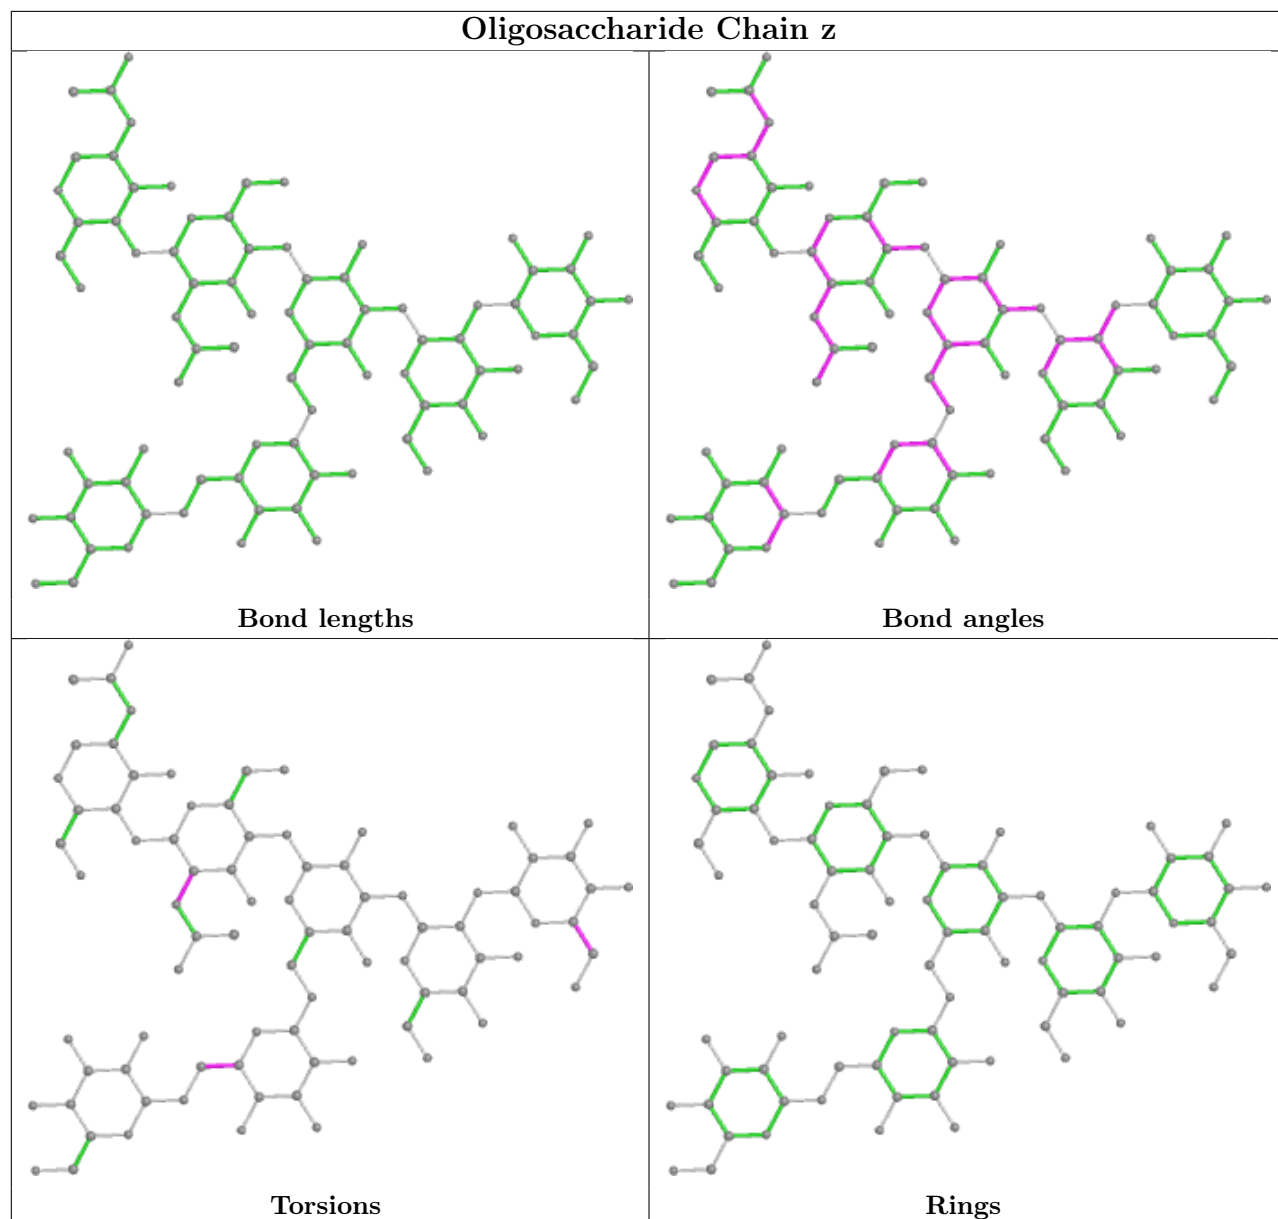 Oligosaccharide Chain z
Bond lengths
Bond angles
Torsions
Rings